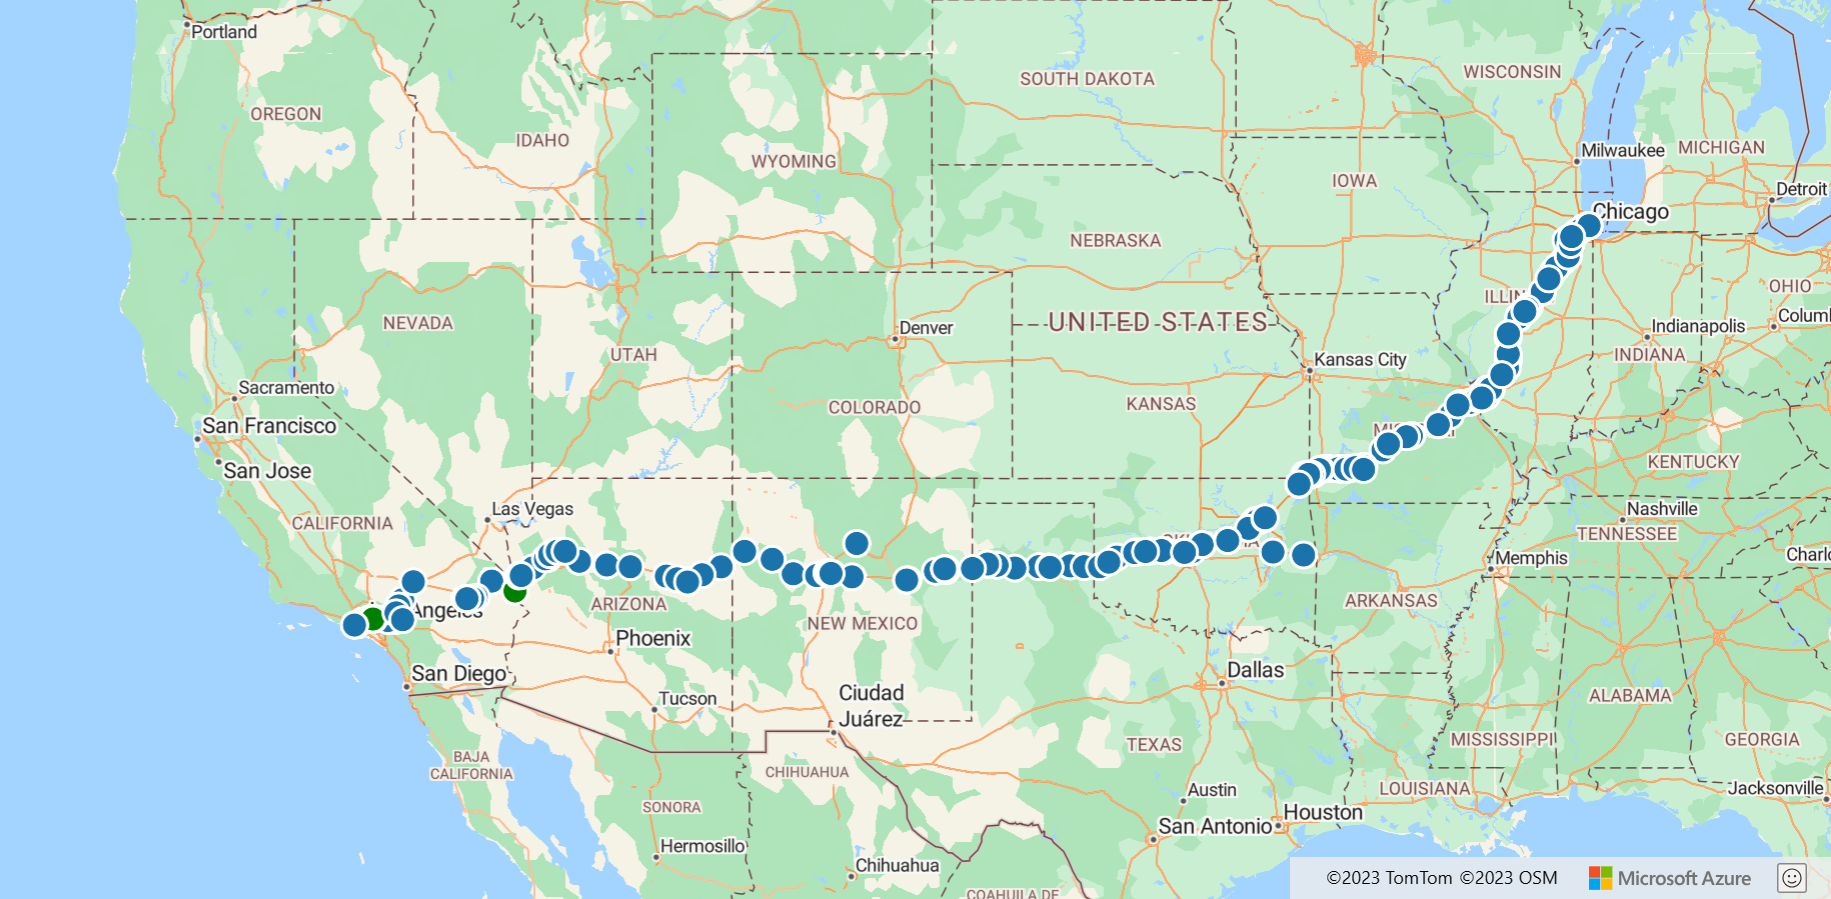 Portland
OREGON
IDAHO
WYOMING
SOUTH DAKOTA
WISCONSIN
Milwaukee
MICHIGAN
Detroit
IOWA
Chicago
NEBRASKA
NEVADA
UTAH
Denver
UNITED STATES
ILLIN
OHIO
Indianapolis
Colum
INDIANA
Kansas City
Sacramento
San Francisco
San Jose
COLORADO
KANSAS
KENTUCKY
Las Vegas
CALIFORNIA
Nashville
TENNESSEE
Memphis
Charlo
Angeles
ARIZONA
NEW MEXICO
ARKANSAS
Phoenix
San Diego
Tucson
Ciudad
Juárez
Dallas
ALABAMA
MISSISSIPPI
GEORGIA
TEXAS
BAJA
CALIFORNIA
CHIHUAHUA
SONORA
Austin
LOUISIANA
Jacksonville
San Antonio
Houston
Hermosillo
Chihuahua
COAHUILA DE
©2023 TomTom ©2023 OSM
Microsoft Azure